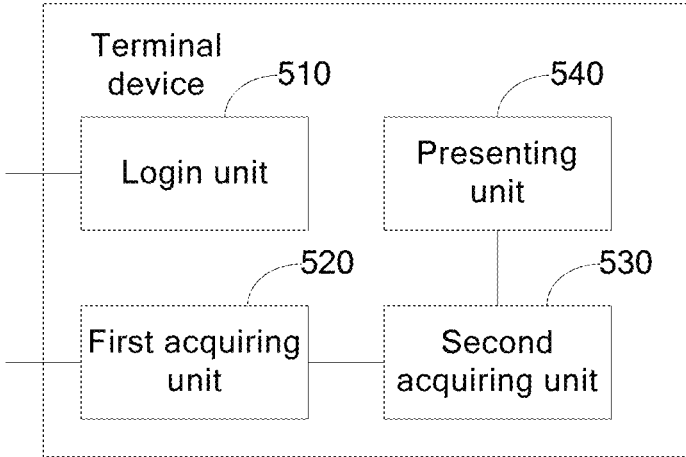 Terminal
device
510
540
Login unit
Presenting
unit
520
530
First acquiring
unit
Second
acquiring unit